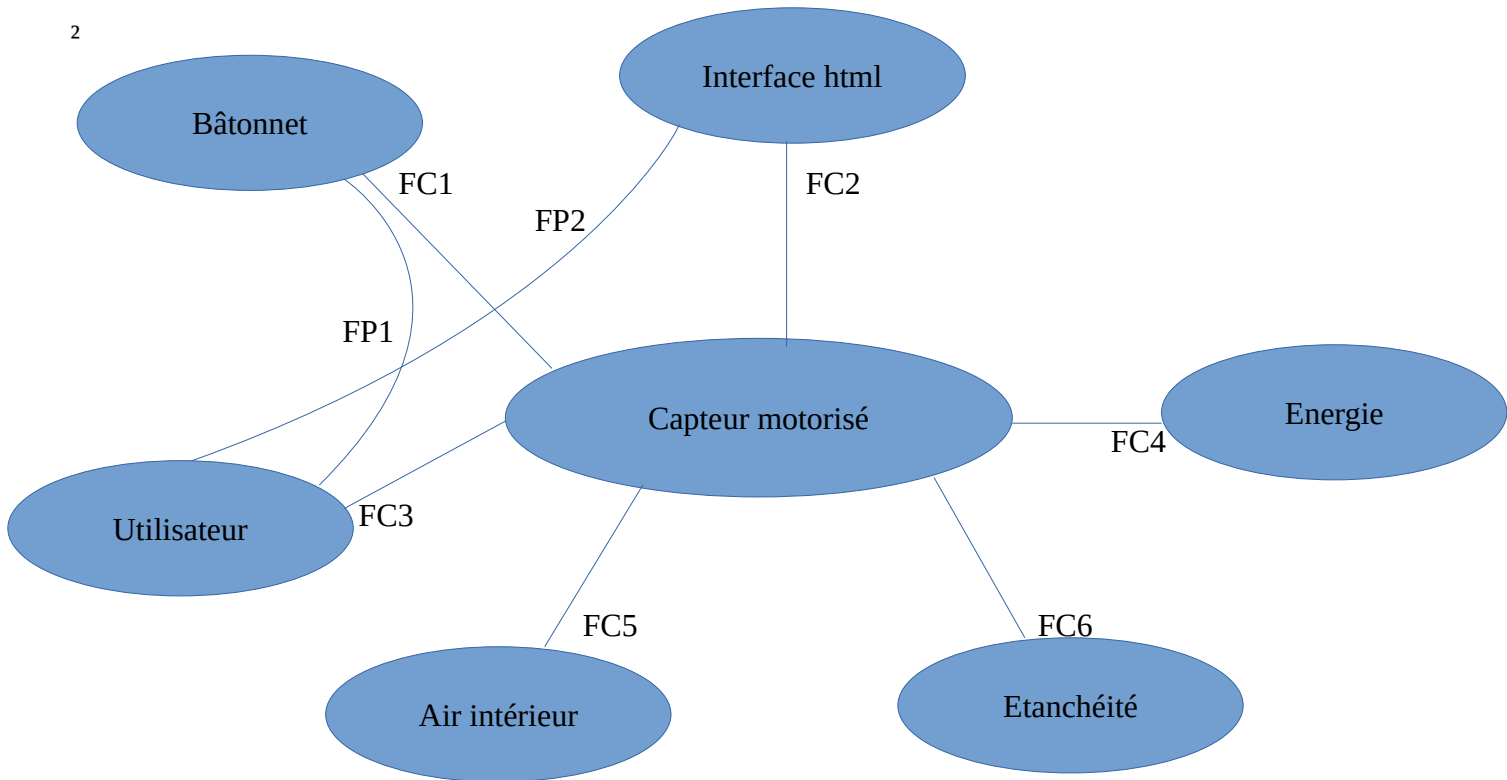 2
Interface html
Bâtonnet
FC1
FC2
FP2
FP1
Capteur motorisé
Energie
FC4
FC3
Utilisateur
FC5
FC6
Air intérieur
Etanchéité